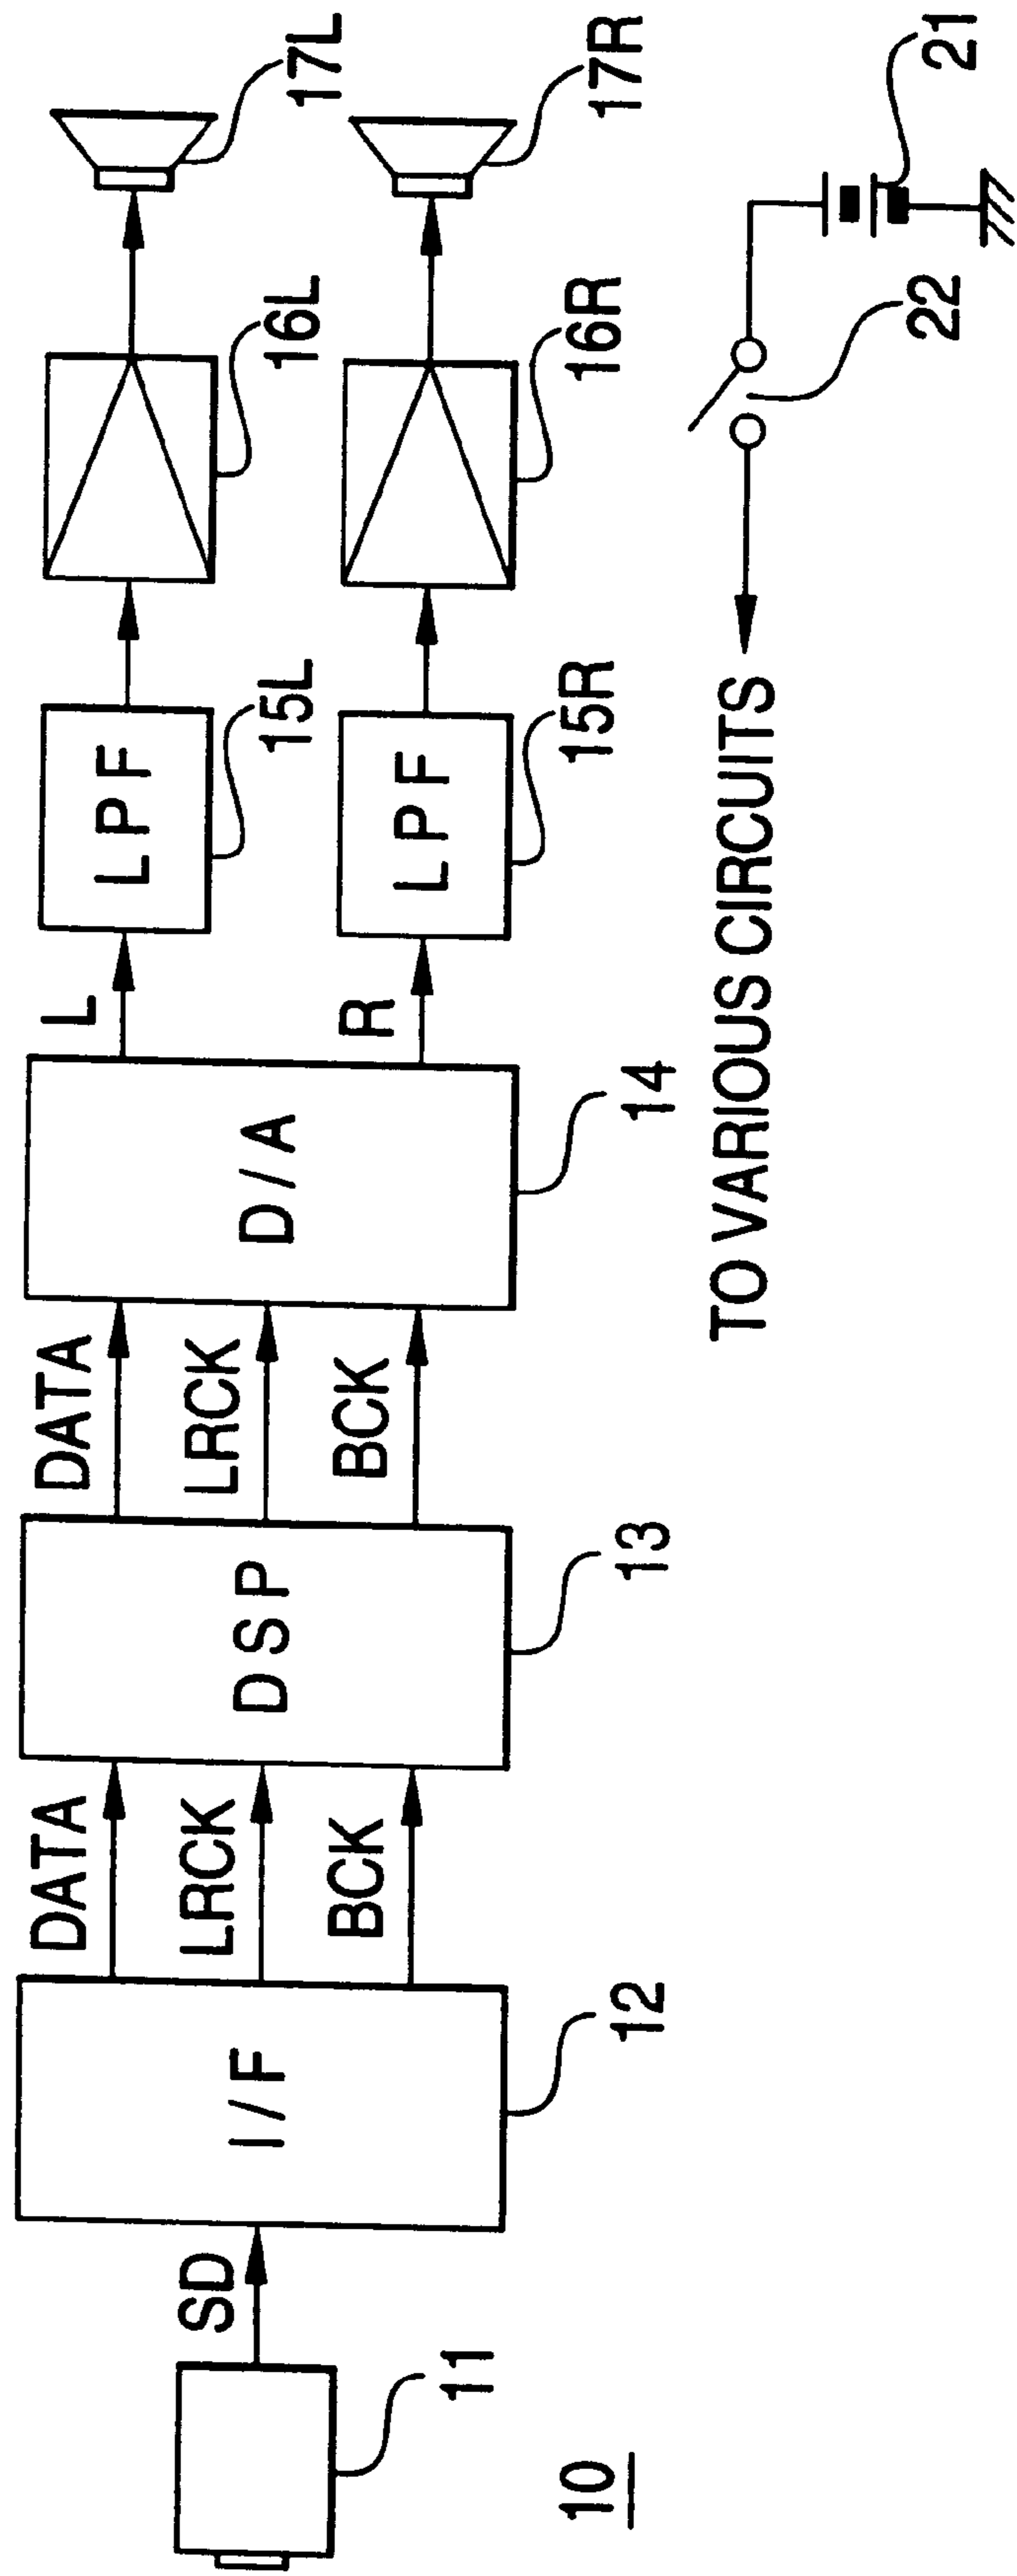 SD
DATA
DATA
L
LPF
15L
16L
17L
I/F
LRCK
DSP
LRCK
D/A
BCK
BCK
R
LPF
15R
16R
17R
11
12
13
14
10
TO VARIOUS CIRCUITS
22
21